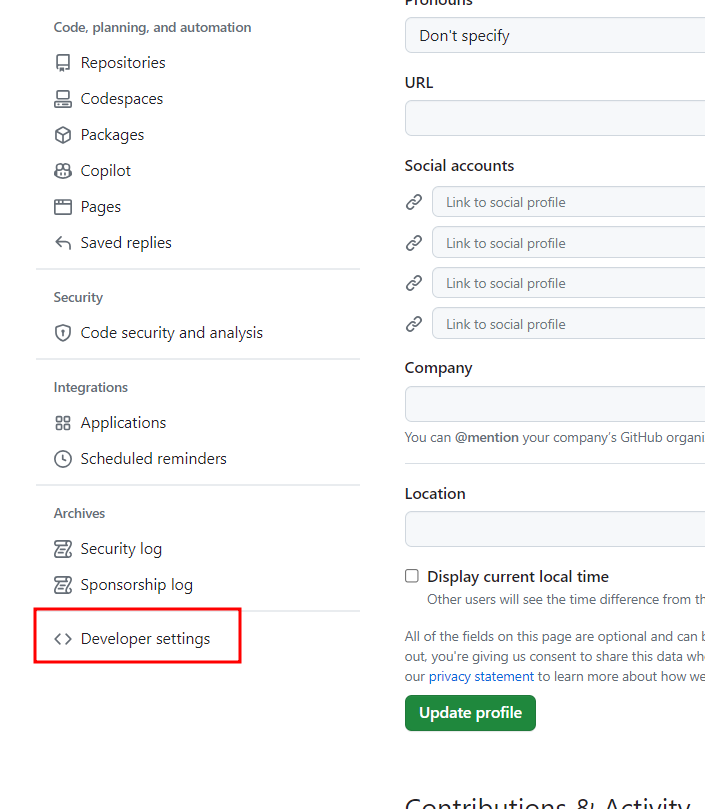 Code, planning, and automation
Repositories
Codespaces
Packages
Copilot
Pages
Saved replies
Security
Code security and analysis
Integrations
Applications
Scheduled reminders
Archives
Security log
Sponsorship log
Developer settings
Pronouns
Don't specify
URL
Social accounts
Link to social profile
Link to social profile
Link to social profile
Link to social profile
Company
You can @mention your company's GitHub organi
Location
Display current local time
Other users will see the time difference from th
All of the fields on this page are optional and can b
out, you're giving us consent to share this data wh
our privacy statement to learn more about how we
Update profile
Contributions & Activity